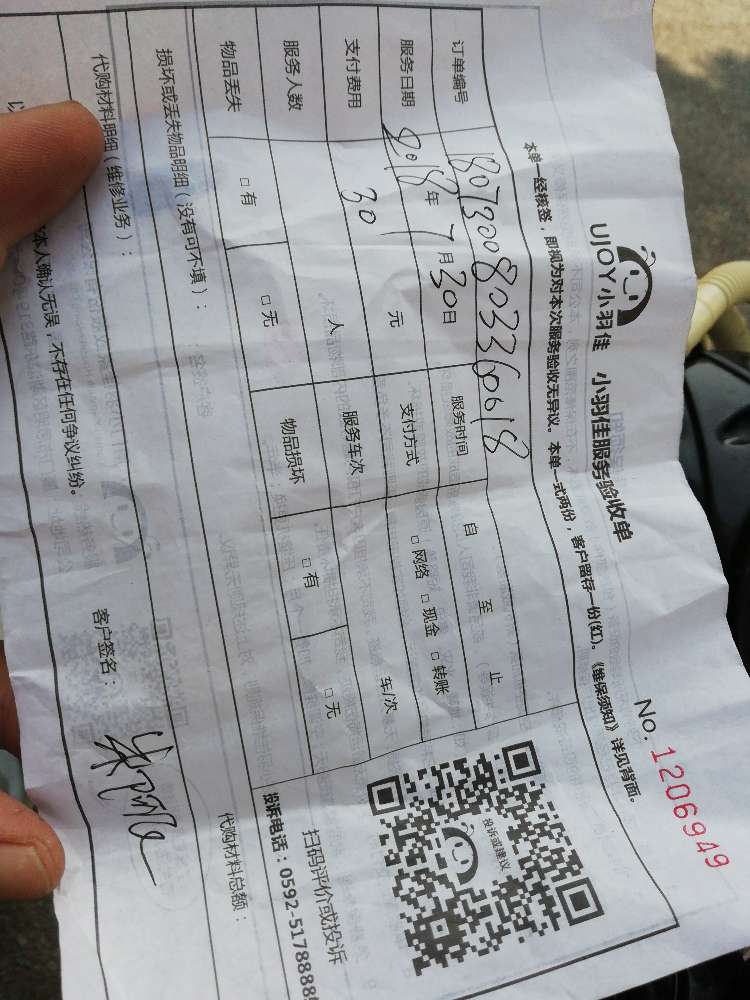 UJOY小羽佳 小羽佳服务验收单
No. 1206949
本单一经核签，即视为对本次服务验收无异议。本单一式两份，客户留存一份(红)。《维保须知》详见背面。
订单编号 1807300803360618
服务日期 2018年7月30日 服务时间 自 至 止
支付费用 30 元 支付方式 □网络 □现金 □转账
服务人数 人 服务车次 车/次
物品丢失 □有 □无 物品损坏 □有 □无
投诉或建议
扫码评价或投诉
投诉电话：0592-5178888
损坏或丢失物品明细（没有可不填）：
代购材料明细（维修业务）： 代购材料总额：
本人确认无误，不存在任何争议纠纷。 客户签名：